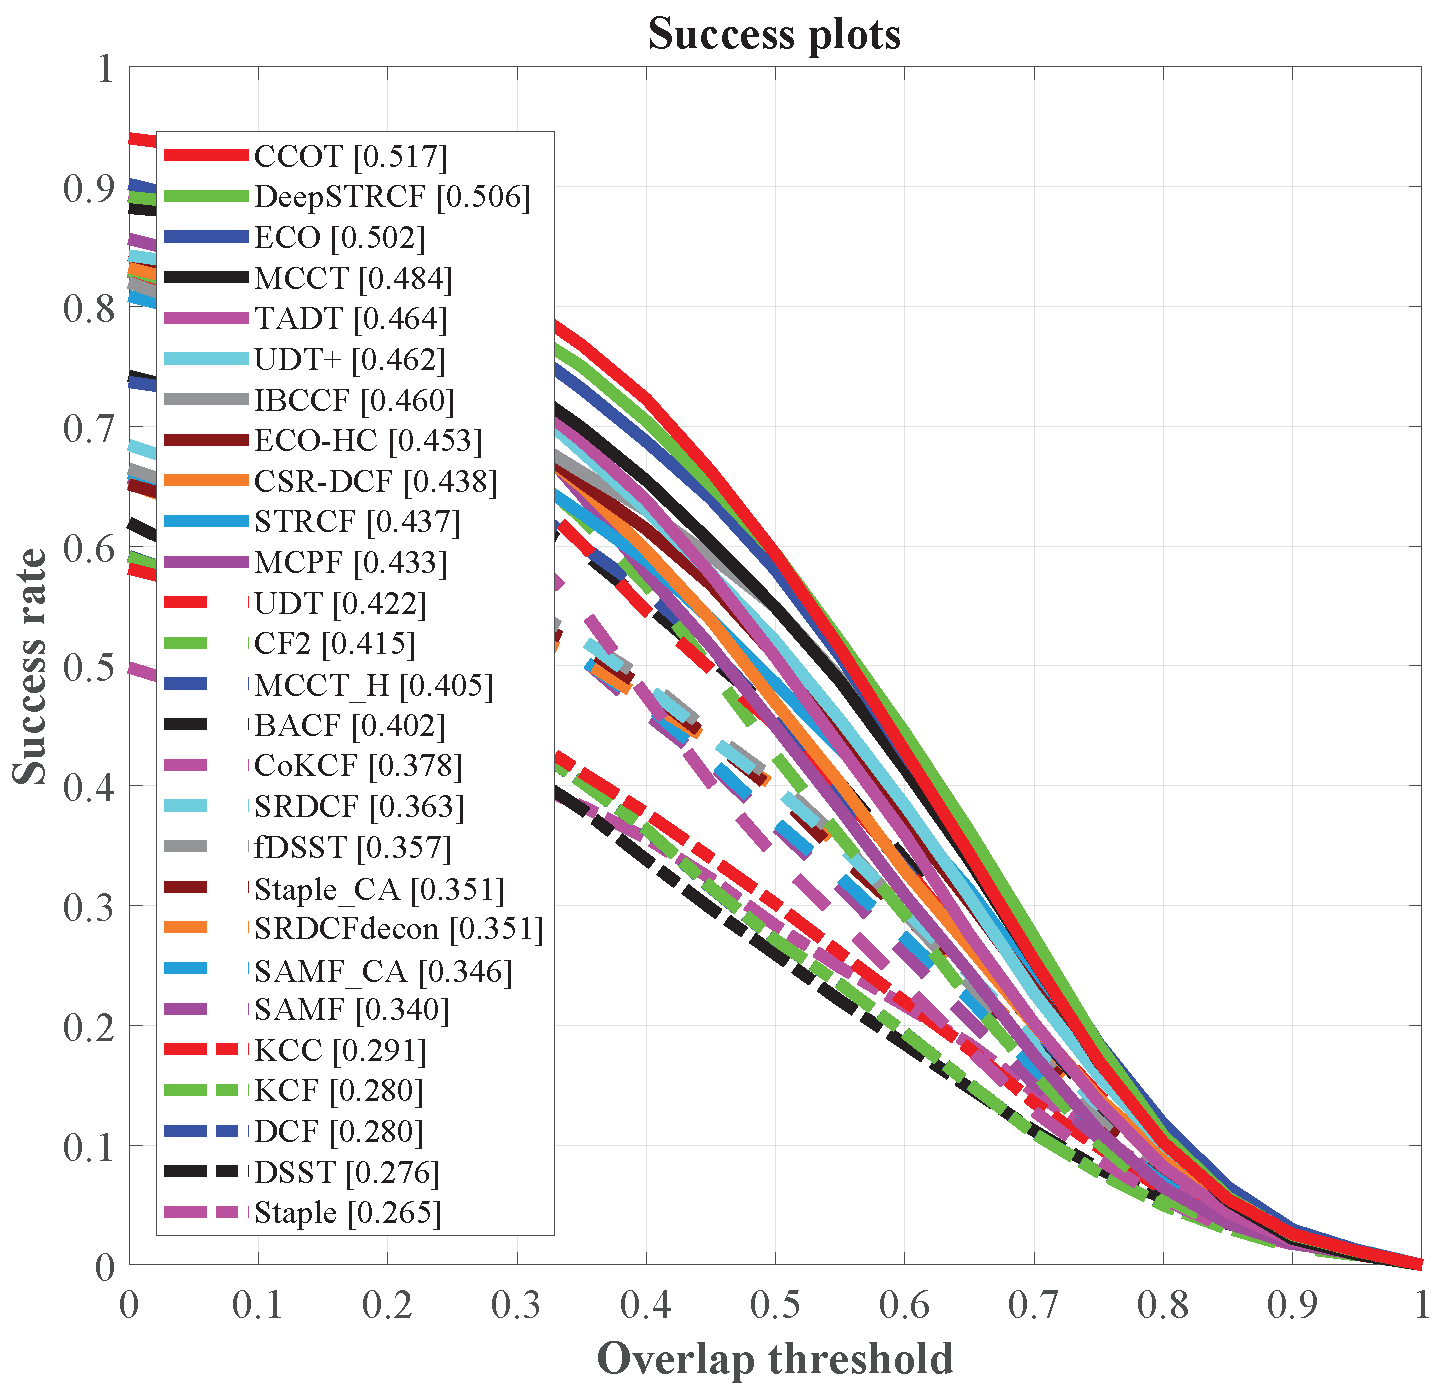 Success plots
1
0.9
0.8
0.7
0.6
0.5
0.4
0.3
0.2
0.1
0
Success rate
CCOT [0.517]
DeepSTRCF [0.506]
ECO [0.502]
MCCT [0.484]
TADT [0.464]
UDT+ [0.462]
IBCCF [0.460]
ECO-HC [0.453]
CSR-DCF [0.438]
STRCF [0.437]
MCPF [0.433]
UDT [0.422]
CF2 [0.415]
MCCT_H [0.405]
BACF [0.402]
CoKCF [0.378]
SRDCF [0.363]
fDSST [0.357]
Staple_CA [0.351]
SRDCFdecon [0.351]
SAMF_CA [0.346]
SAMF [0.340]
KCC [0.291]
KCF [0.280]
DCF [0.280]
DSST [0.276]
Staple [0.265]
0 0.1 0.2 0.3 0.4 0.5 0.6 0.7 0.8 0.9 1
Overlap threshold